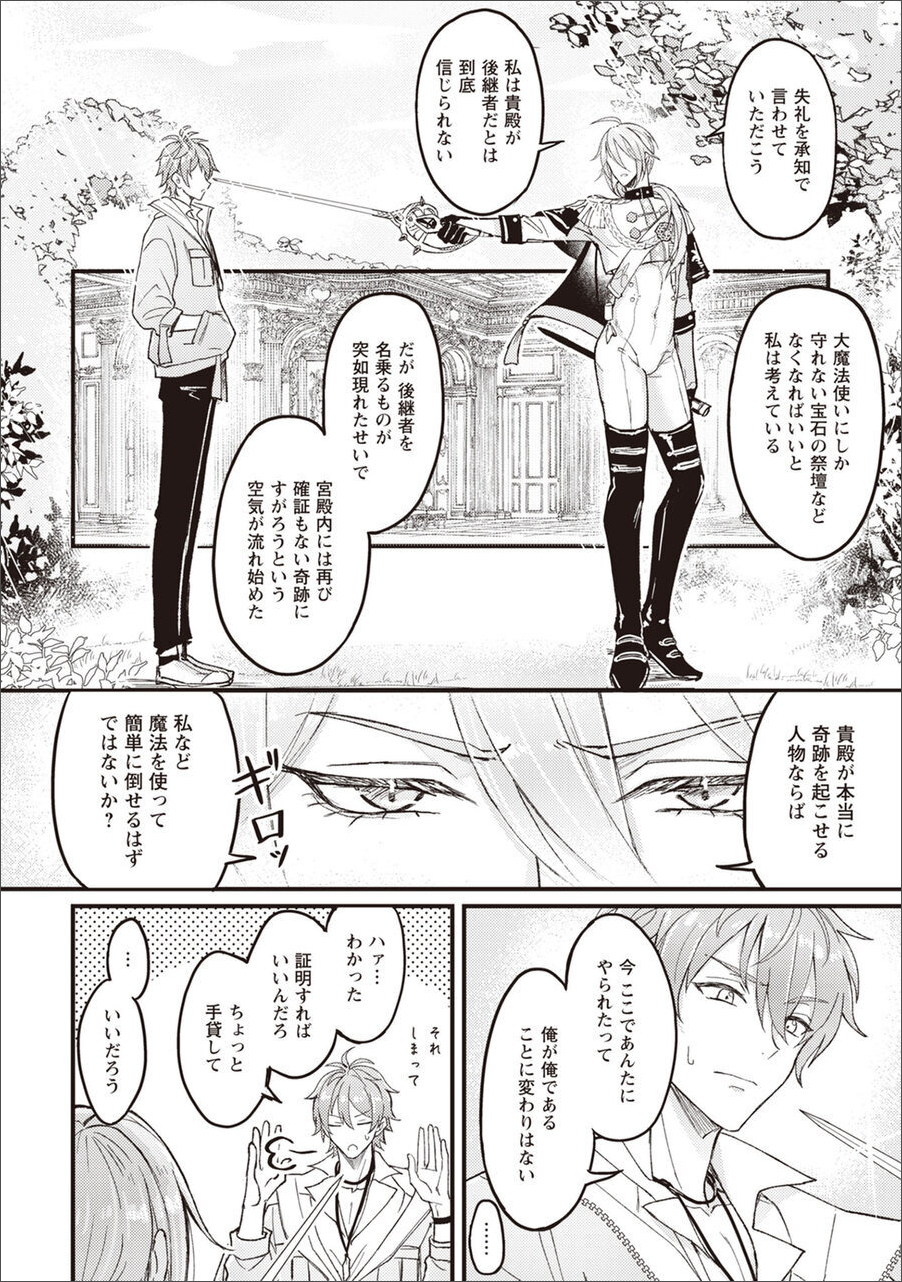 失礼を承知で
言わせて
いただこう
私は貴殿が
後継者だとは
到底
信じられない
大魔法使いにしか
守れない宝石の祭壇など
なくなればいいと
私は考えている
だが 後継者を
名乗るものが
突如現れたせいで
宮殿内には再び
確証もない奇跡に
すがろうという
空気が流れ始めた
貴殿が本当に
奇跡を起こせる
人物ならば
ギロッ
私など
魔法を使って
簡単に倒せるはず
ではないか?
今ここであんたに
やられたって
俺が俺である
ことに変わりはない
……
ハァ…
わかった
証明すれば
いいんだろ
ちょっと
手貸して
それ
しまって
…
いいだろう